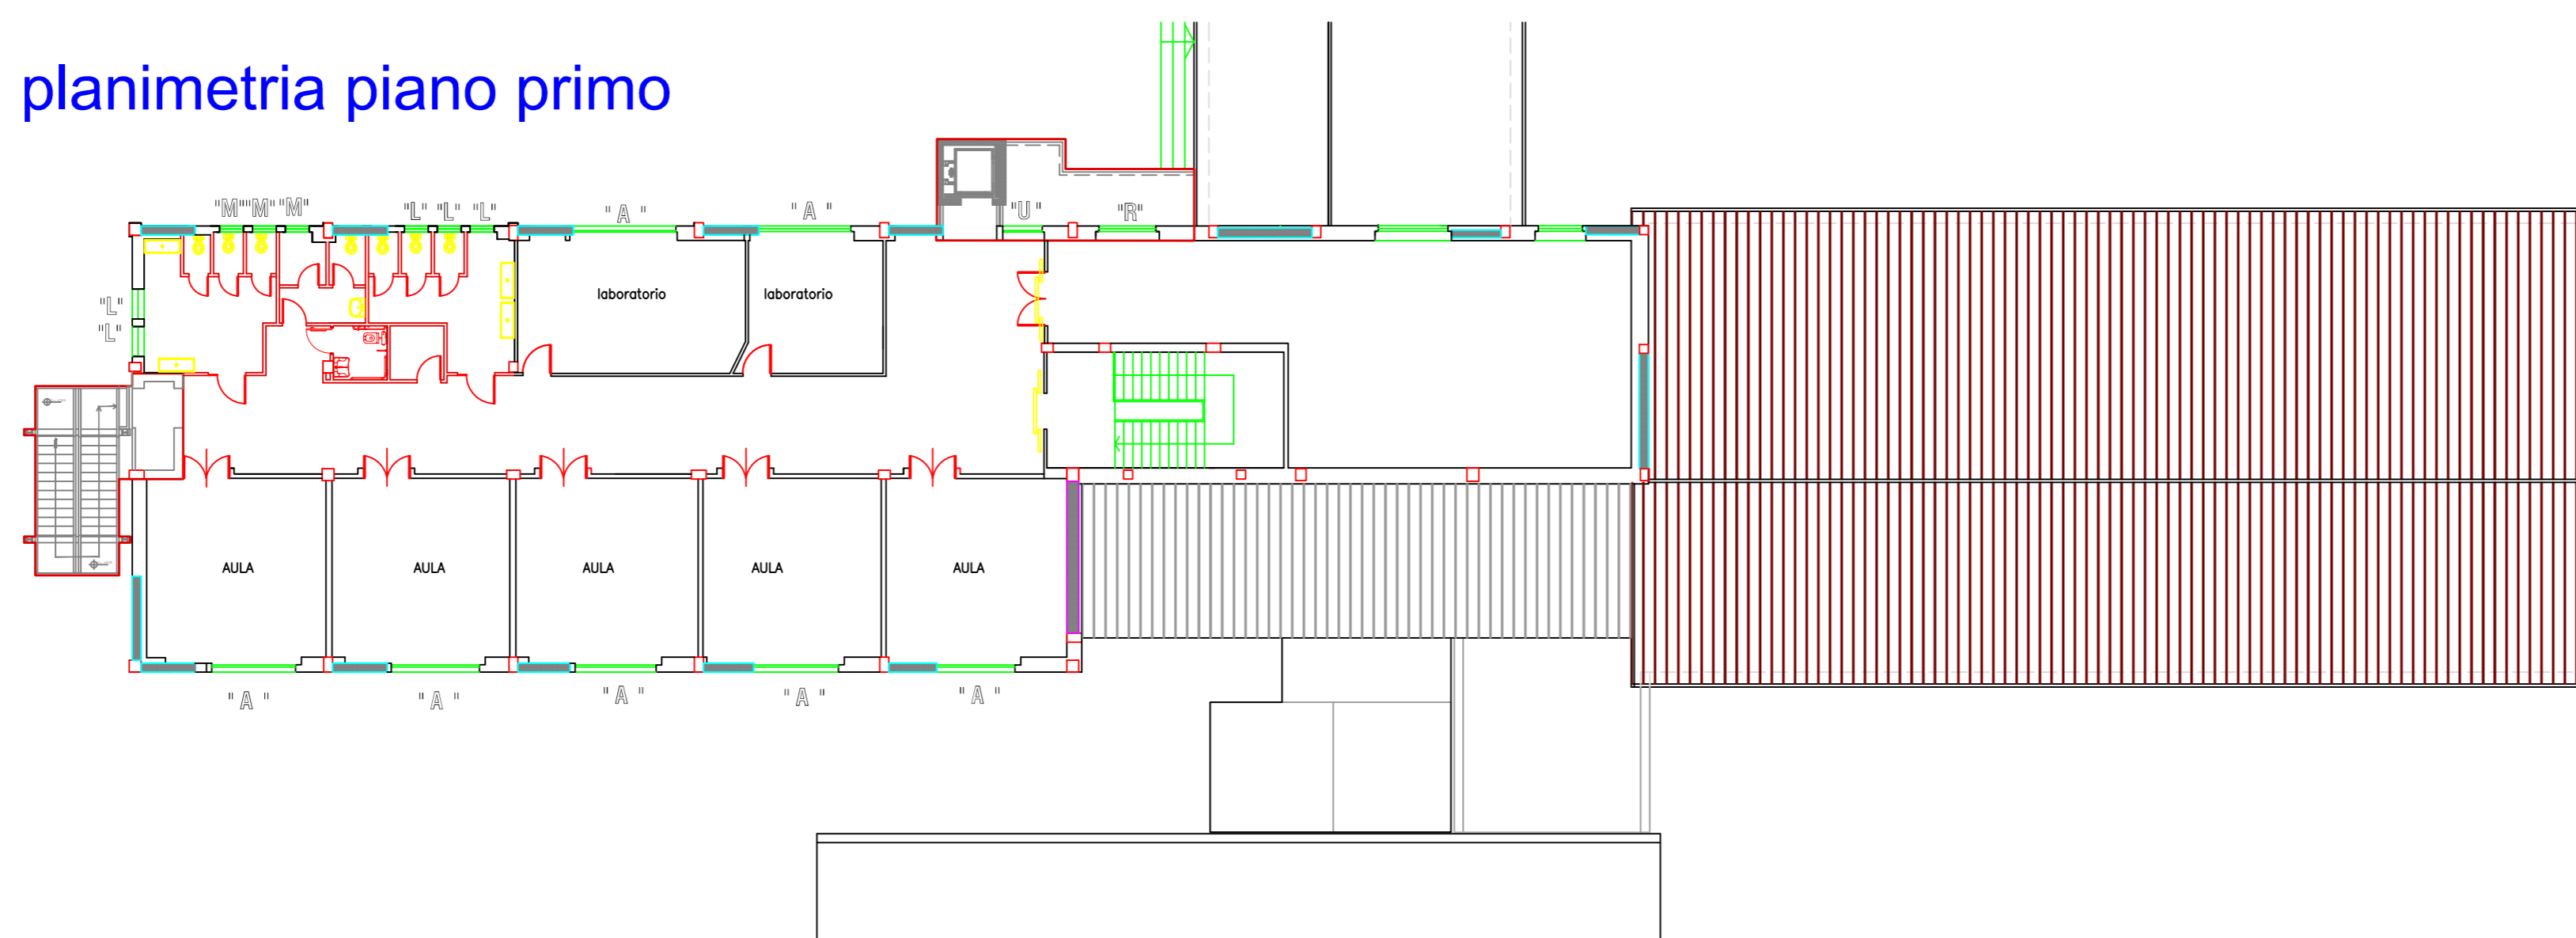 planimetria piano primo
"M" "M" "M" "L" "L" "L" "A" "A" "U" "R"
"L"
"L"
laboratorio laboratorio
AULA AULA AULA AULA AULA
"A" "A" "A" "A" "A"